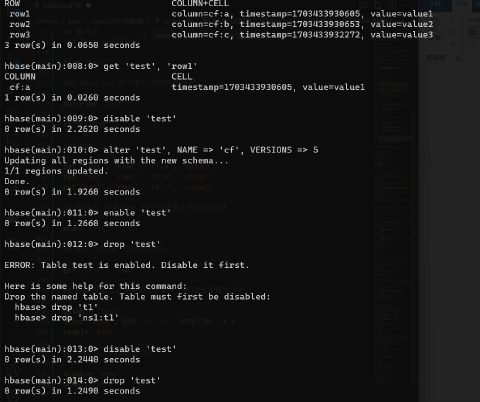 ROW COLUMN+CELL
row1 column=cf:a, timestamp=1703433930605, value=value1
row2 column=cf:b, timestamp=1703433930653, value=value2
row3 column=cf:c, timestamp=1703433932272, value=value3
3 row(s) in 0.0650 seconds
hbase(main):008:0> get 'test', 'row1'
COLUMN CELL
cf:a timestamp=1703433930605, value=value1
1 row(s) in 0.0260 seconds
hbase(main):009:0> disable 'test'
0 row(s) in 2.2620 seconds
hbase(main):010:0> alter 'test', NAME => 'cf', VERSIONS => 5
Updating all regions with the new schema...
1/1 regions updated.
Done.
0 row(s) in 1.9260 seconds
hbase(main):011:0> enable 'test'
0 row(s) in 1.2660 seconds
hbase(main):012:0> drop 'test'
ERROR: Table test is enabled. Disable it first.
Here is some help for this command:
Drop the named table. Table must first be disabled:
hbase> drop 't1'
hbase> drop 'ns1:t1'
hbase(main):013:0> disable 'test'
0 row(s) in 2.2440 seconds
hbase(main):014:0> drop 'test'
0 row(s) in 1.2490 seconds